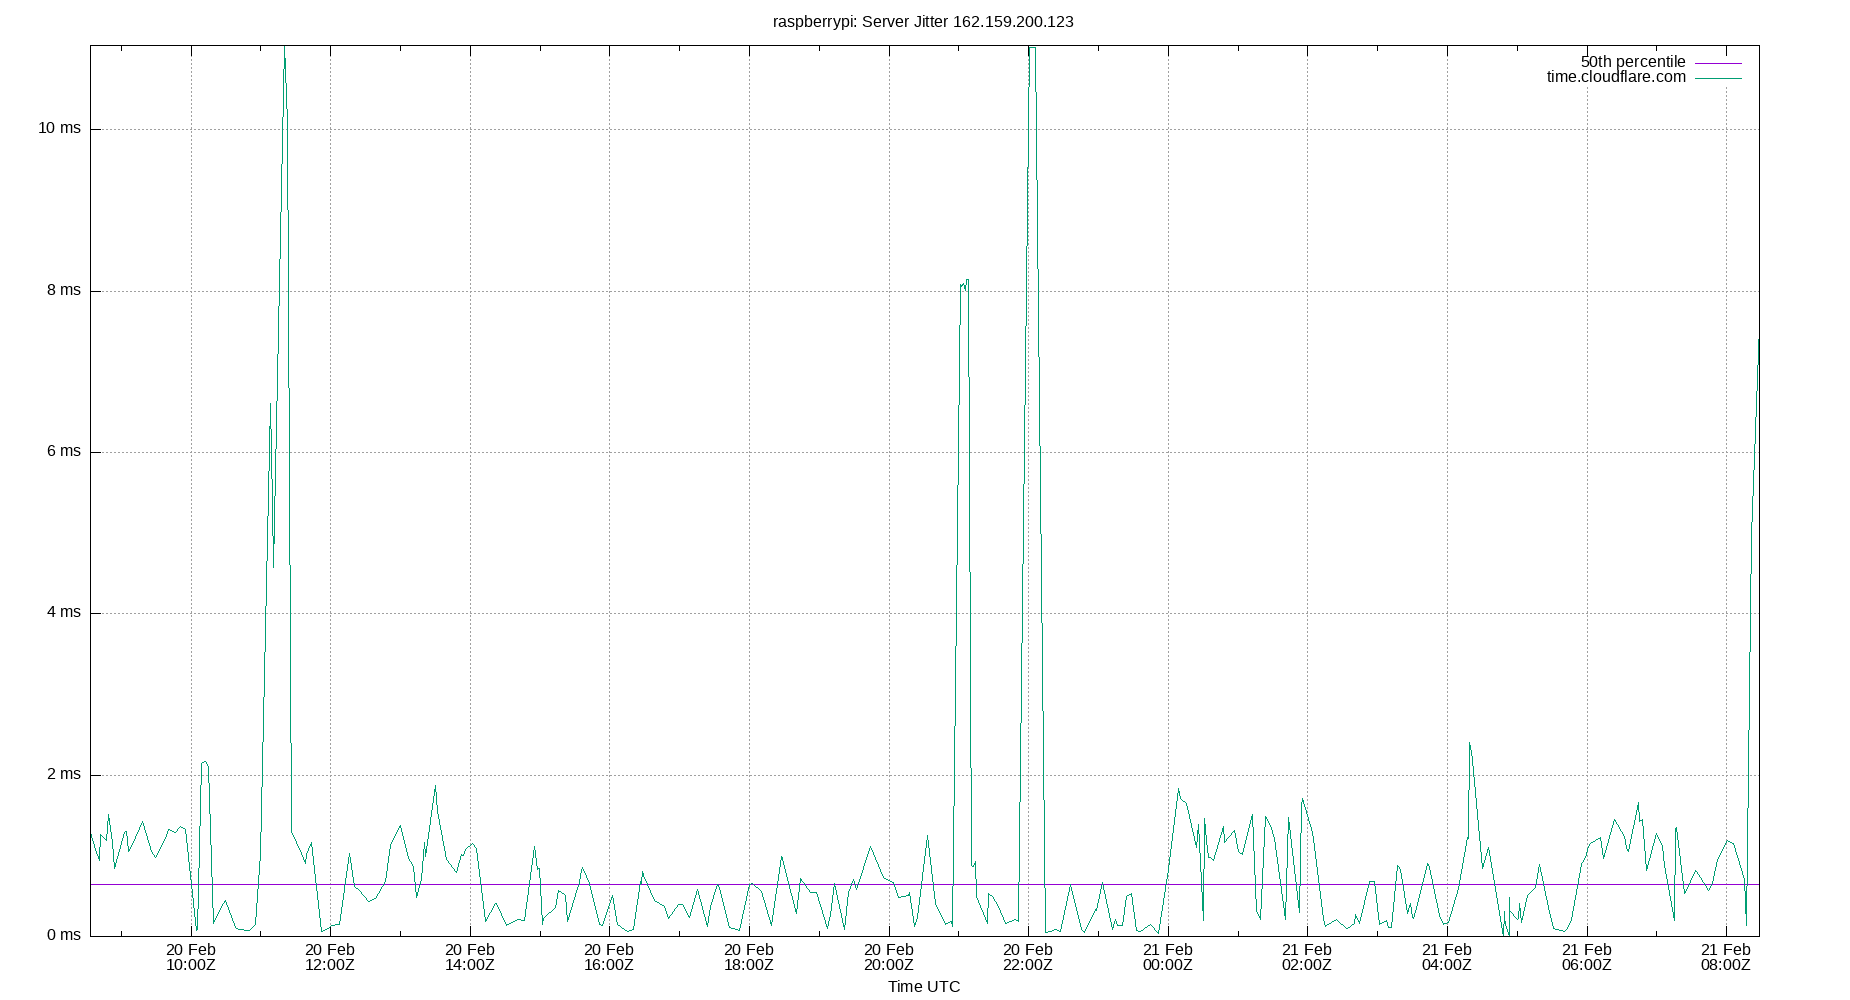 raspberrypi: Server Jitter 162.159.200.123
50th percentile
time.cloudflare.com
10 ms
8 ms
6 ms
4 ms
2 ms
0 ms
20 Feb 20 Feb 20 Feb 20 Feb 20 Feb 20 Feb 20 Feb 21 Feb 21 Feb 21 Feb 21 Feb 21 Feb
10:00Z 12:00Z 14:00Z 16:00Z 18:00Z 20:00Z 22:00Z 00:00Z 02:00Z 04:00Z 06:00Z 08:00Z
Time UTC